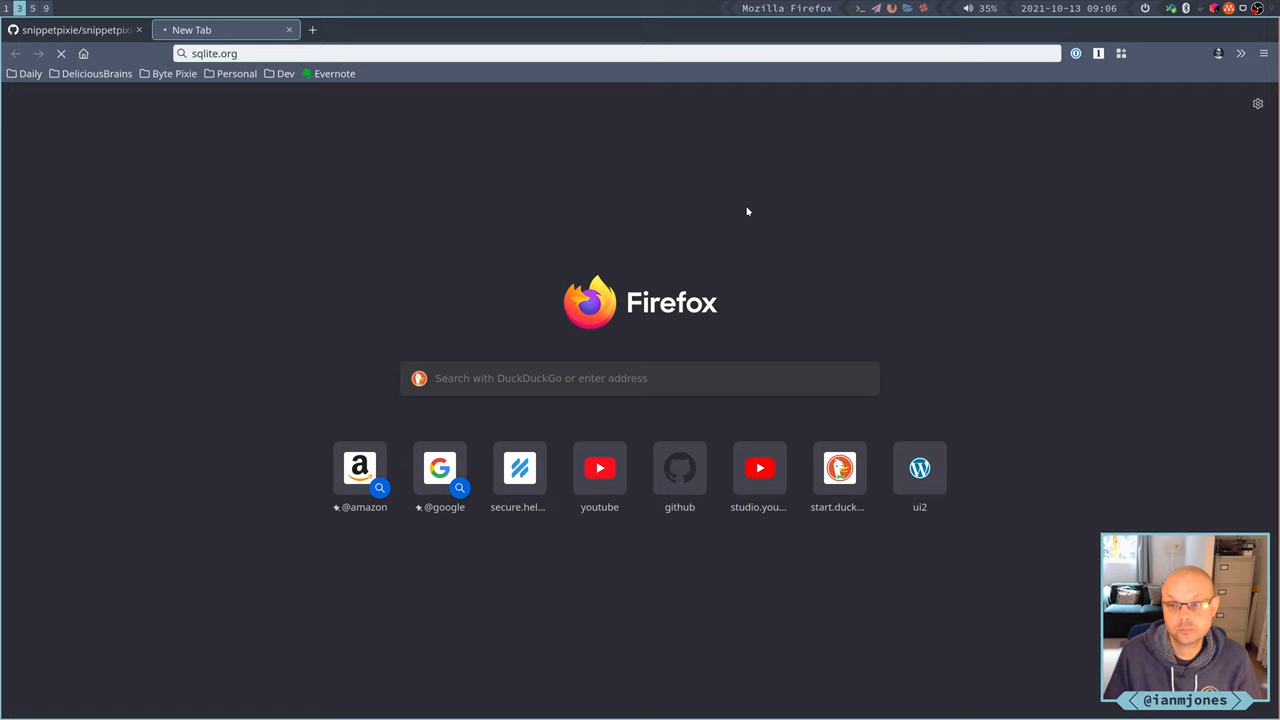 1 3 5 9
Mozilla Firefox
35%
2021-10-13 09:06
snippetpixie/snippetpix
New Tab
sqlite.org
Daily
DeliciousBrains
Byte Pixie
Personal
Dev
Evernote
Firefox
Search with DuckDuckGo or enter address
@amazon
@google
secure.hel...
youtube
github
studio.you...
start.duck...
ui2
@ianmjones